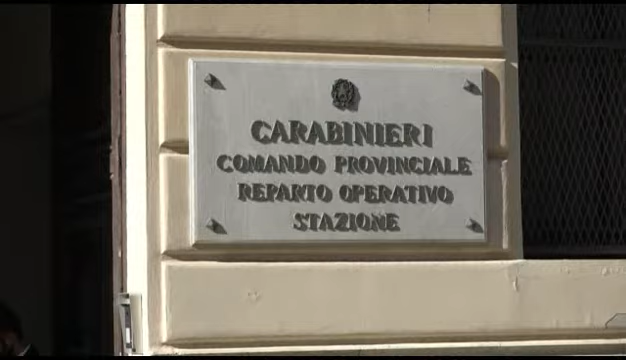 CARABINIERI
COMANDO PROVINCIALE
REPARTO OPERATIVO
STAZIONE